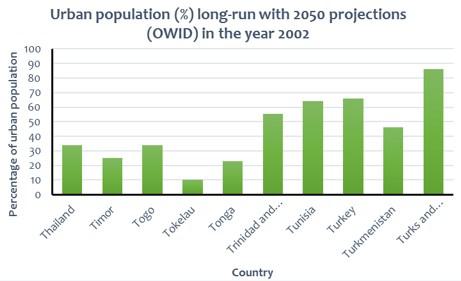 Urban population (%) long-run with 2050 projections
(OWID) in the year 2002
Percentage of urban population
100
90
80
70
60
50
40
30
20
10
0
Thailand
Timor
Togo
Tokelau
Tonga
Trinidad and...
Tunisia
Turkey
Turkmenistan
Turks and...
Country